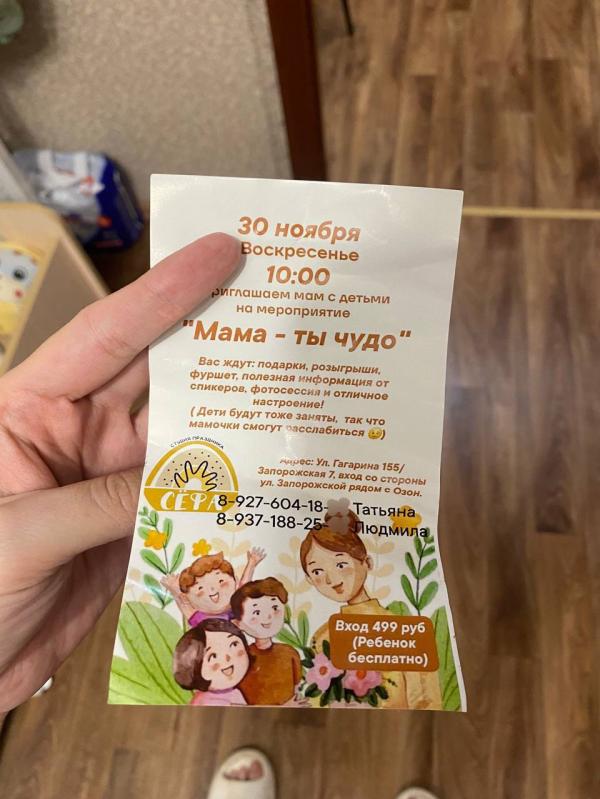 30 ноября
Воскресенье
10:00
риглашаем мам с детьми
на мероприятие
"Мама - ты чудо"
Вас ждут: подарки, розыгрыши,
фуршет, полезная информация от
спикеров, фотосессия и отличное
настроение!
( Дети будут тоже заняты, так что
мамочки смогут расслабиться 😉)
СТУДИЯ ПРАЗДНИКА
СЁФА
Адрес: Ул. Гагарина 155/
Запорожская 7, вход со стороны
ул. Запорожской рядом с Озон.
8-927-604-18- Татьяна
8-937-188-25- Людмила
Вход 499 руб
(Ребенок
бесплатно)